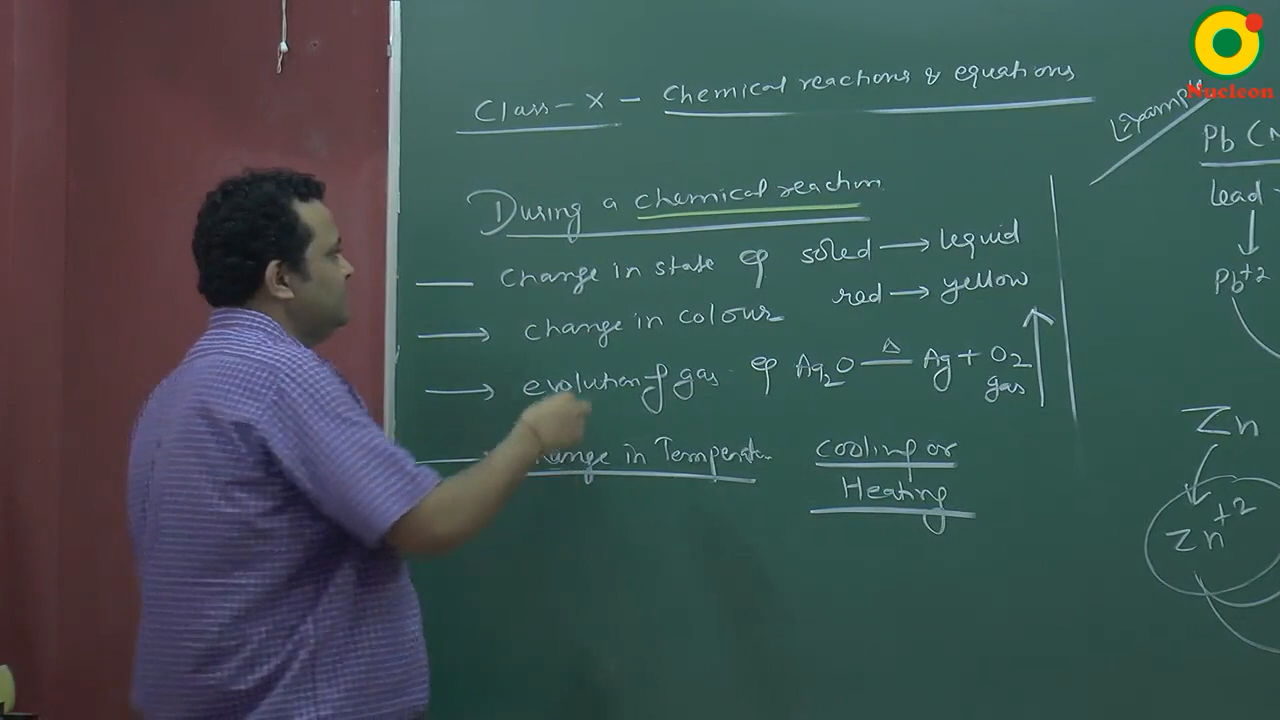 Nucleon
Class – X – Chemical reactions & equations
During a chemical reaction
— change in state eg solid → liquid
→ change in colour red → yellow
→ evolution of gas. eg Ag2O —Δ— Ag + O2 ↑
gas
in Temperatu
cooling or
Heating
Example
Pb (N
Lead
↓
Pb+2
Zn
Zn+2